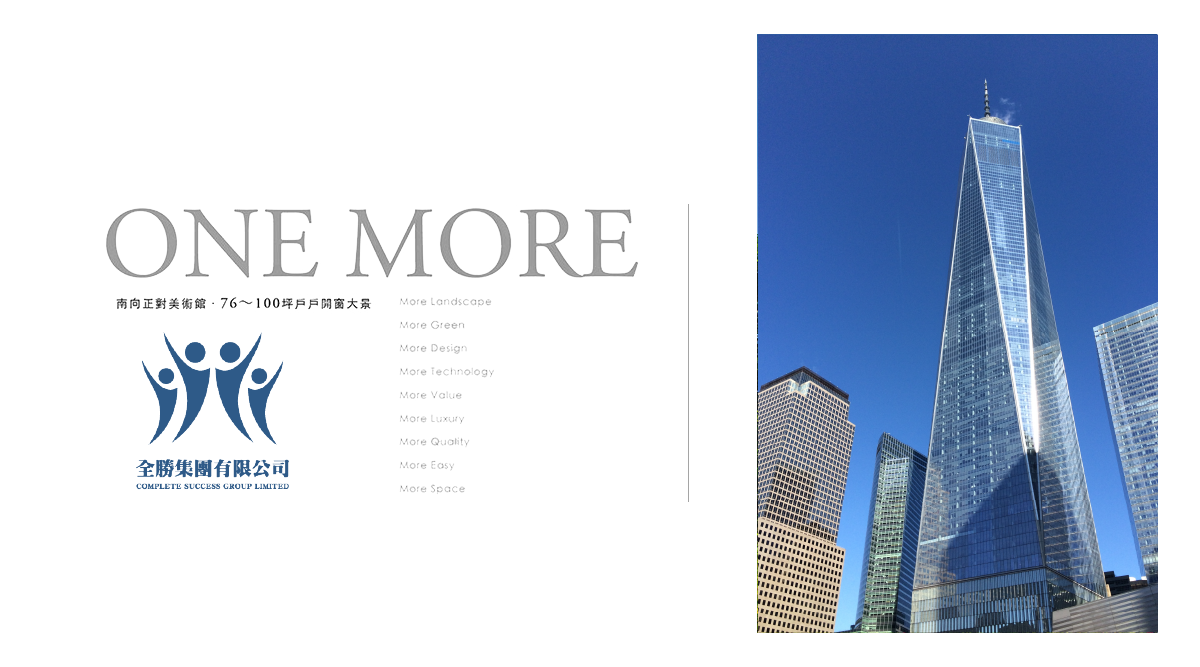 ONE MORE
南向正對美術館‧76～100坪戶戶開窗大景
More Landscape
More Green
More Design
More Technology
More Value
More Luxury
More Quality
More Easy
More Space
全勝集團有限公司
COMPLETE SUCCESS GROUP LIMITED